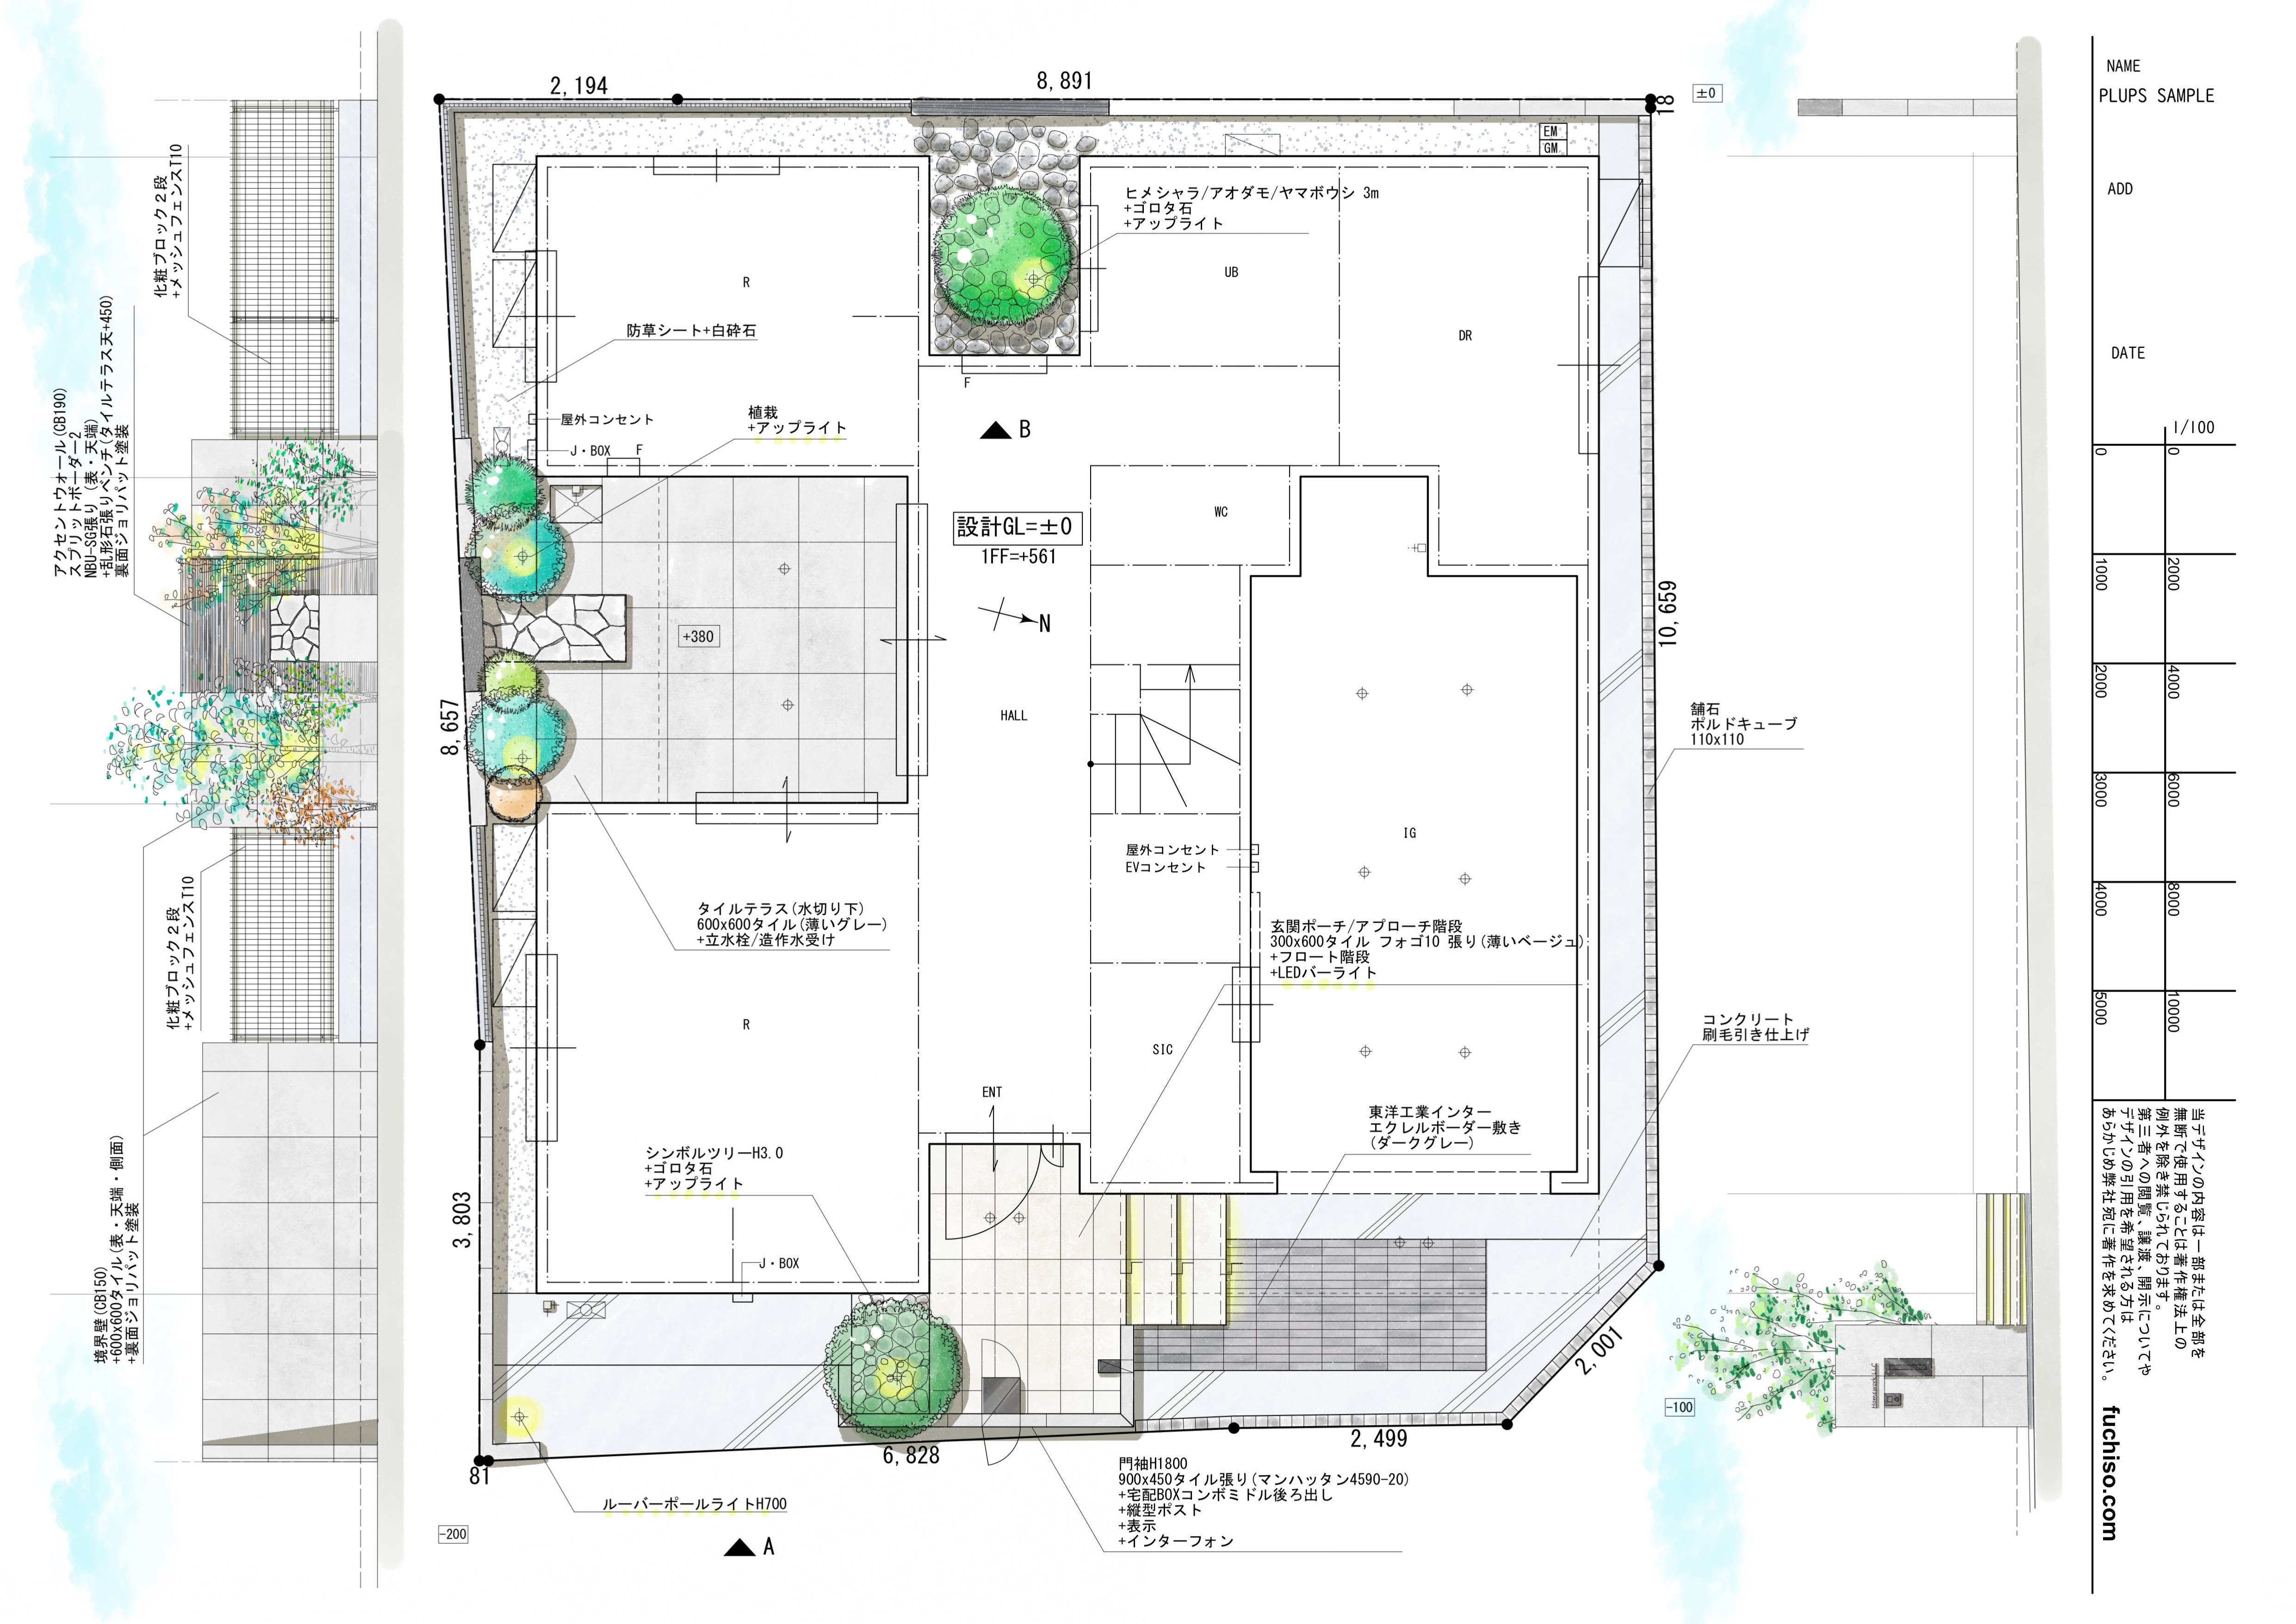 2,194
8,891
18
±0
EM
GM
ヒメシャラ/アオダモ/ヤマボウシ 3m
+ゴロタ石
+アップライト
R
UB
DR
防草シート+白砕石
F
屋外コンセント
J・BOX
F
植栽
+アップライト
B
WC
設計GL=±0
1FF=+561
N
+380
HALL
8,657
10,659
舗石
ボルドキューブ
110x110
IG
屋外コンセント
EVコンセント
タイルテラス(水切り下)
600x600タイル(薄いグレー)
+立水栓/造作水受け
玄関ポーチ/アプローチ階段
300x600タイル フォゴ10 張り(薄いベージュ)
+フロート階段
+LEDバーライト
R
SIC
ENT
コンクリート
刷毛引き仕上げ
東洋工業インター
エクレルボーダー敷き
(ダークグレー)
シンボルツリーH3.0
+ゴロタ石
+アップライト
J・BOX
3,803
81
6,828
2,499
2,001
-100
-200
ルーバーポールライトH700
A
門袖H1800
900x450タイル張り(マンハッタン4590-20)
+宅配BOXコンボミドル後ろ出し
+縦型ポスト
+表示
+インターフォン
化粧ブロック2段
+メッシュフェンスT10
アクセントウォール(CB190)
スプリットボーダー2
NBU-SG張り(表・天端)
+乱形石張りベンチ(タイルテラス天+450)
裏面ジョリパット塗装
化粧ブロック2段
+メッシュフェンスT10
境界壁(CB150)
+600x600タイル(表・天端・側面)
+裏面ジョリパット塗装
NAME
PLUPS SAMPLE
ADD
DATE
1/100
0
1000
2000
3000
4000
5000
0
2000
4000
6000
8000
10000
当デザインの内容は一部または全部を
無断で使用することは著作権法上の
例外を除き禁じられております。
第三者への閲覧、譲渡、開示についてや
デザインの引用を希望される方は
あらかじめ弊社宛に著作を求めてください。
fuchiso.com